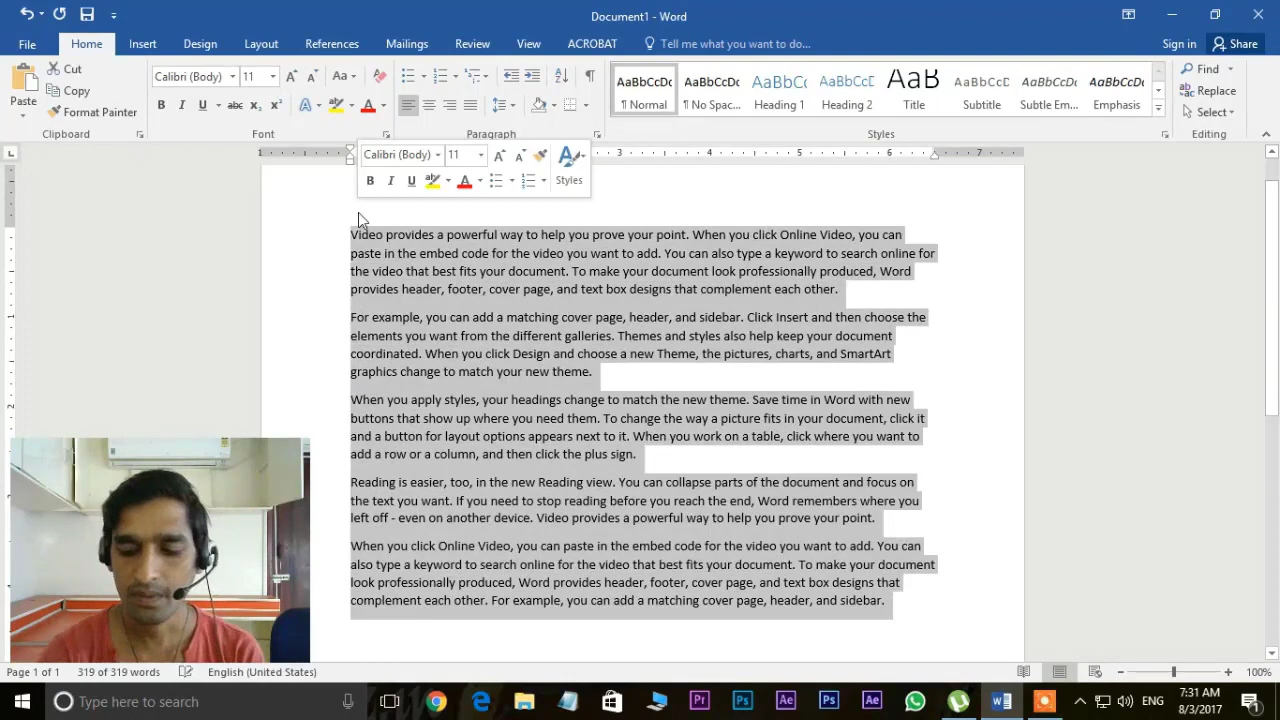 Document1 - Word
File Home Insert Design Layout References Mailings Review View ACROBAT Tell me what you want to do... Sign in Share
Paste Cut Copy Format Painter
Calibri (Body) 11 Aa
B I U abc X₂ X² A A
AaBbCcDc AaBbCcDc AaBbCc AaBbCcD AaB AaBbCcD AaBbCcDc AaBbCcDc
¶ Normal ¶ No Spac... Heading 1 Heading 2 Title Subtitle Subtle Em... Emphasis
Find Replace Select
Clipboard Font Paragraph Styles Editing
Calibri (Body) 11
B I U A Styles
1 3 4 5 6 7
Video provides a powerful way to help you prove your point. When you click Online Video, you can
paste in the embed code for the video you want to add. You can also type a keyword to search online for
the video that best fits your document. To make your document look professionally produced, Word
provides header, footer, cover page, and text box designs that complement each other.
For example, you can add a matching cover page, header, and sidebar. Click Insert and then choose the
elements you want from the different galleries. Themes and styles also help keep your document
coordinated. When you click Design and choose a new Theme, the pictures, charts, and SmartArt
graphics change to match your new theme.
When you apply styles, your headings change to match the new theme. Save time in Word with new
buttons that show up where you need them. To change the way a picture fits in your document, click it
and a button for layout options appears next to it. When you work on a table, click where you want to
add a row or a column, and then click the plus sign.
Reading is easier, too, in the new Reading view. You can collapse parts of the document and focus on
the text you want. If you need to stop reading before you reach the end, Word remembers where you
left off - even on another device. Video provides a powerful way to help you prove your point.
When you click Online Video, you can paste in the embed code for the video you want to add. You can
also type a keyword to search online for the video that best fits your document. To make your document
look professionally produced, Word provides header, footer, cover page, and text box designs that
complement each other. For example, you can add a matching cover page, header, and sidebar.
Page 1 of 1 319 of 319 words English (United States) 100%
Type here to search Pr Ps Ae Ps Ae ENG 7:31 AM
8/3/2017